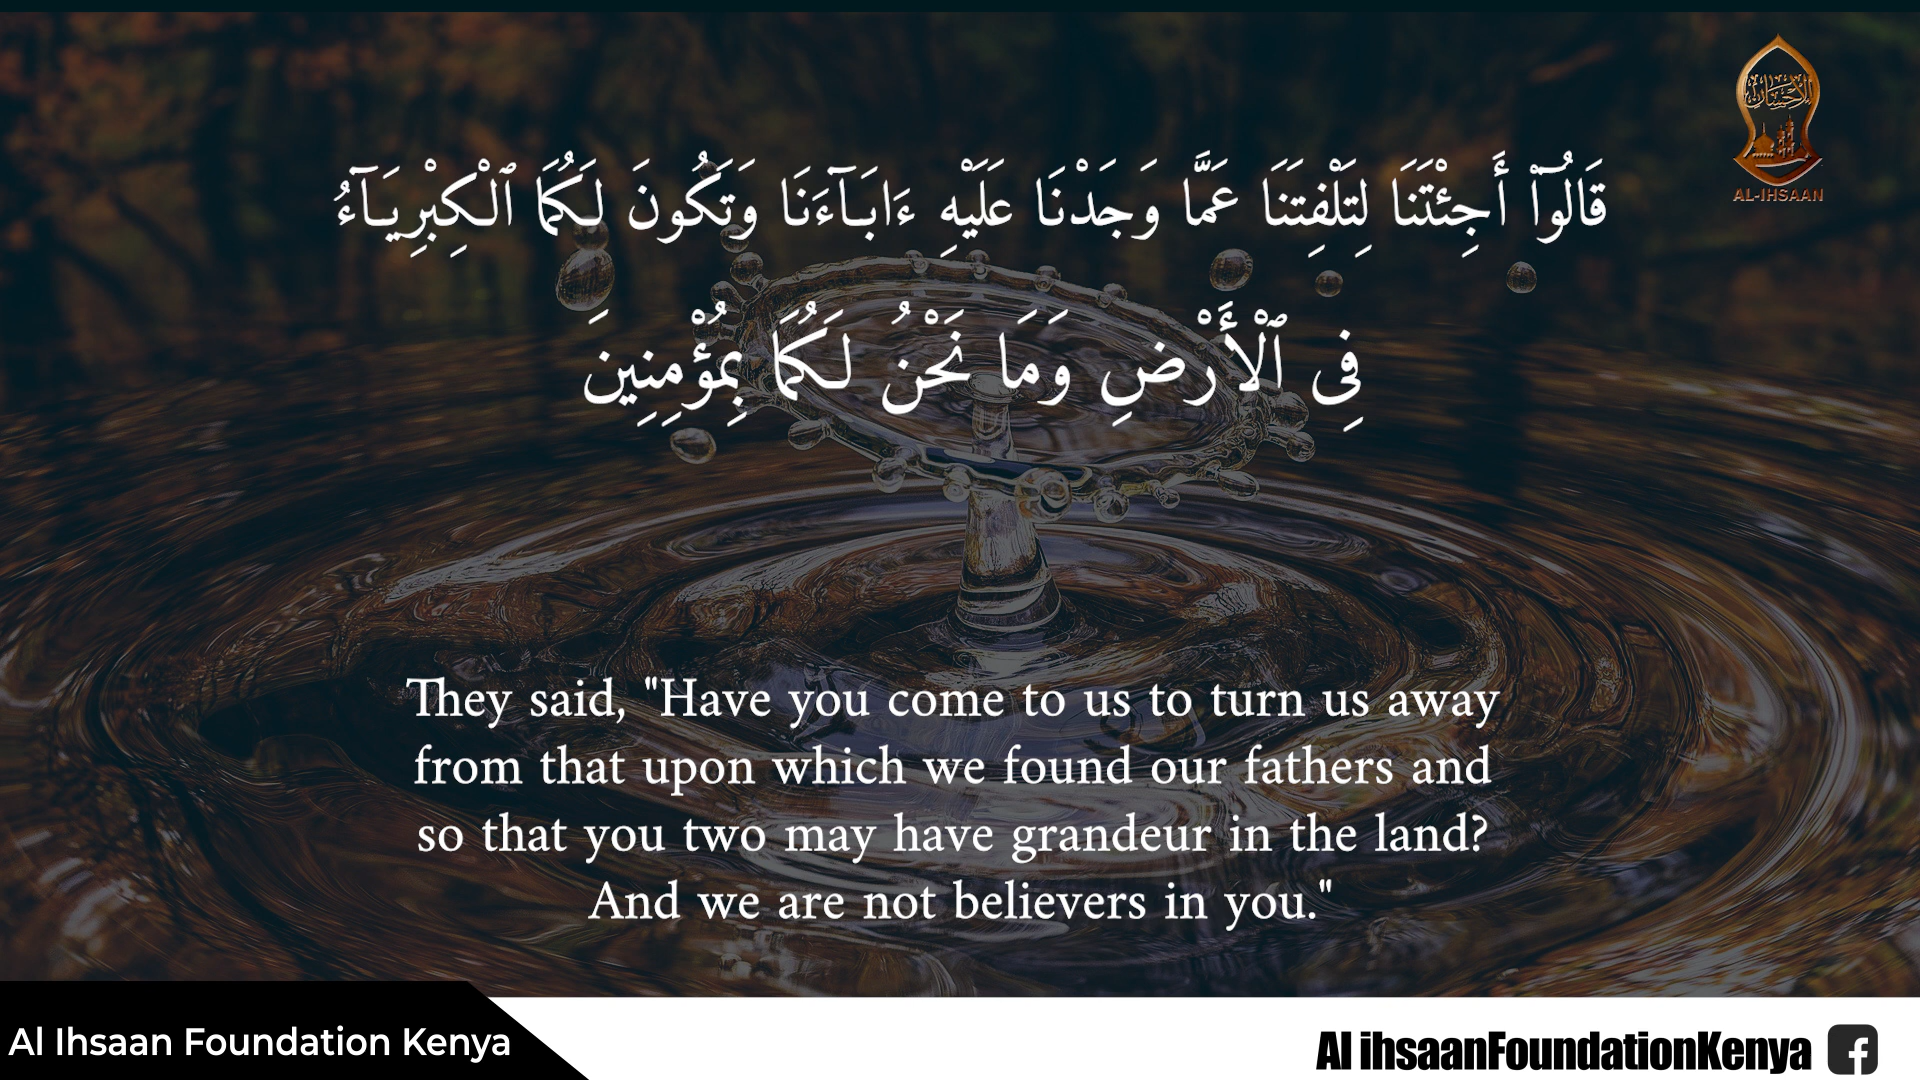 الإحسان
AL-IHSAAN
قَالُوٓا۟ أَجِئْتَنَا لِتَلْفِتَنَا عَمَّا وَجَدْنَا عَلَيْهِ ءَابَآءَنَا وَتَكُونَ لَكُمَا ٱلْكِبْرِيَآءُ
فِى ٱلْأَرْضِ وَمَا نَحْنُ لَكُمَا بِمُؤْمِنِينَ
They said, "Have you come to us to turn us away
from that upon which we found our fathers and
so that you two may have grandeur in the land?
And we are not believers in you."
Al Ihsaan Foundation Kenya
Al ihsaanFoundationKenya